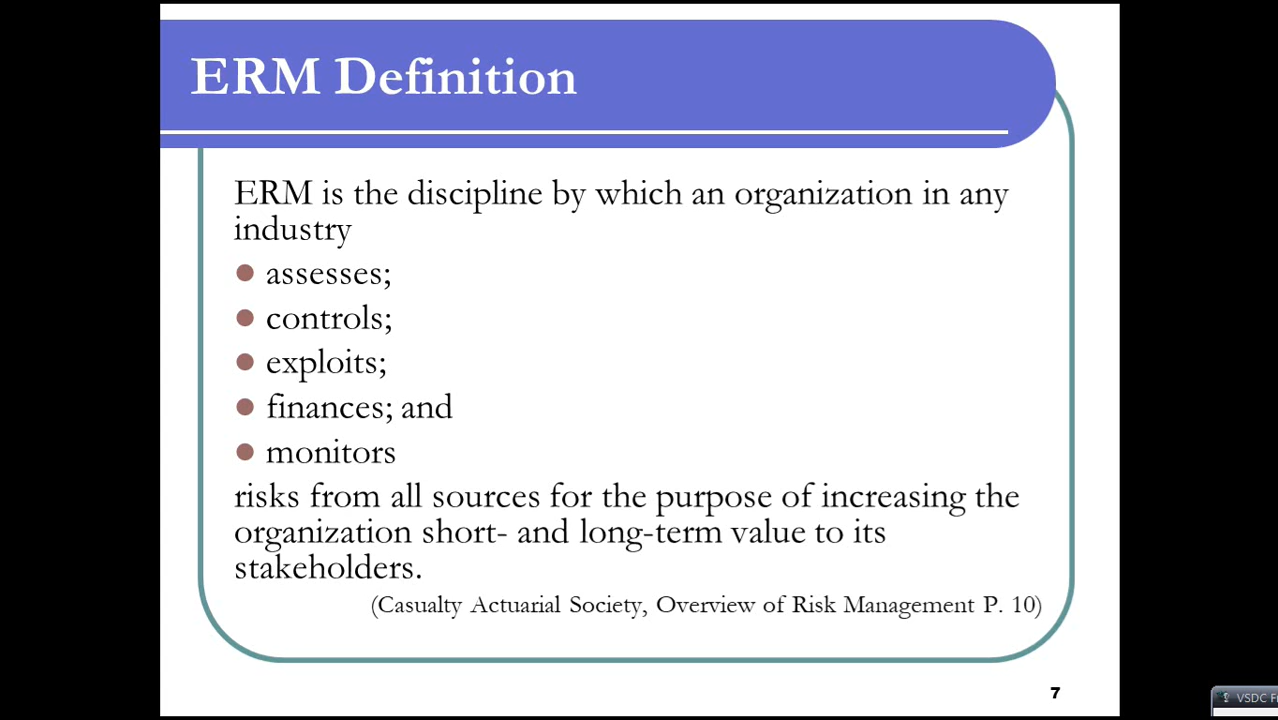 ERM Definition
ERM is the discipline by which an organization in any
industry
assesses;
controls;
exploits;
finances; and
monitors
risks from all sources for the purpose of increasing the
organization short- and long-term value to its
stakeholders.
(Casualty Actuarial Society, Overview of Risk Management P. 10)
7
VSDC